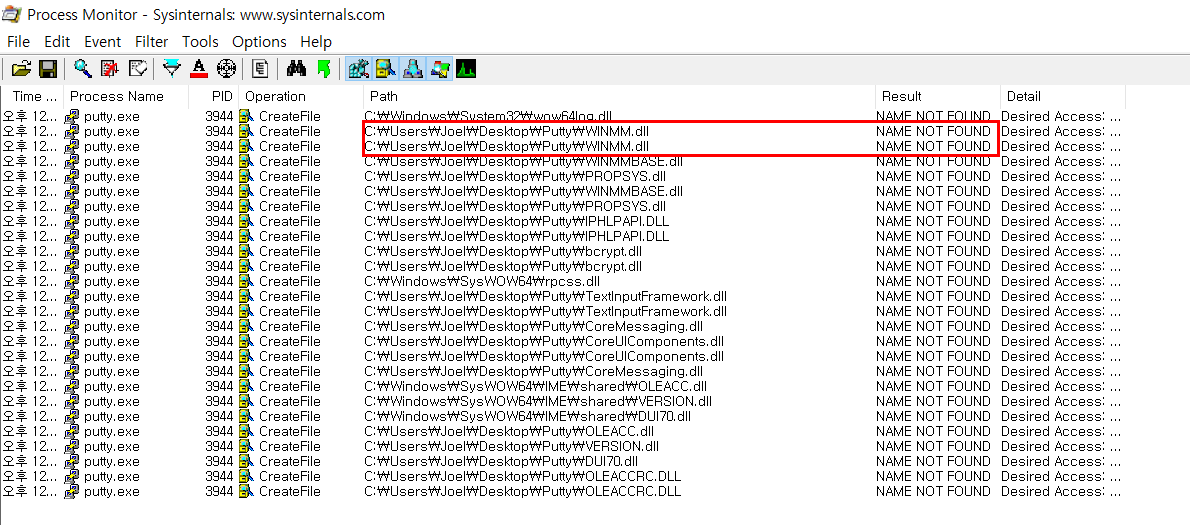 Process Monitor - Sysinternals: www.sysinternals.com
File Edit Event Filter Tools Options Help
Time ... Process Name PID Operation Path Result Detail
오후 12... putty.exe 3944 CreateFile C:₩Windows₩System32₩wow64log.dll NAME NOT FOUND Desired Access: ...
오후 12... putty.exe 3944 CreateFile C:₩Users₩Joel₩Desktop₩Putty₩WINMM.dll NAME NOT FOUND Desired Access: ...
오후 12... putty.exe 3944 CreateFile C:₩Users₩Joel₩Desktop₩Putty₩WINMM.dll NAME NOT FOUND Desired Access: ...
오후 12... putty.exe 3944 CreateFile C:₩Users₩Joel₩Desktop₩Putty₩WINMMBASE.dll NAME NOT FOUND Desired Access: ...
오후 12... putty.exe 3944 CreateFile C:₩Users₩Joel₩Desktop₩Putty₩PROPSYS.dll NAME NOT FOUND Desired Access: ...
오후 12... putty.exe 3944 CreateFile C:₩Users₩Joel₩Desktop₩Putty₩WINMMBASE.dll NAME NOT FOUND Desired Access: ...
오후 12... putty.exe 3944 CreateFile C:₩Users₩Joel₩Desktop₩Putty₩PROPSYS.dll NAME NOT FOUND Desired Access: ...
오후 12... putty.exe 3944 CreateFile C:₩Users₩Joel₩Desktop₩Putty₩IPHLPAPI.DLL NAME NOT FOUND Desired Access: ...
오후 12... putty.exe 3944 CreateFile C:₩Users₩Joel₩Desktop₩Putty₩IPHLPAPI.DLL NAME NOT FOUND Desired Access: ...
오후 12... putty.exe 3944 CreateFile C:₩Users₩Joel₩Desktop₩Putty₩bcrypt.dll NAME NOT FOUND Desired Access: ...
오후 12... putty.exe 3944 CreateFile C:₩Users₩Joel₩Desktop₩Putty₩bcrypt.dll NAME NOT FOUND Desired Access: ...
오후 12... putty.exe 3944 CreateFile C:₩Windows₩SysWOW64₩rpcss.dll NAME NOT FOUND Desired Access: ...
오후 12... putty.exe 3944 CreateFile C:₩Users₩Joel₩Desktop₩Putty₩TextInputFramework.dll NAME NOT FOUND Desired Access: ...
오후 12... putty.exe 3944 CreateFile C:₩Users₩Joel₩Desktop₩Putty₩TextInputFramework.dll NAME NOT FOUND Desired Access: ...
오후 12... putty.exe 3944 CreateFile C:₩Users₩Joel₩Desktop₩Putty₩CoreMessaging.dll NAME NOT FOUND Desired Access: ...
오후 12... putty.exe 3944 CreateFile C:₩Users₩Joel₩Desktop₩Putty₩CoreUIComponents.dll NAME NOT FOUND Desired Access: ...
오후 12... putty.exe 3944 CreateFile C:₩Users₩Joel₩Desktop₩Putty₩CoreUIComponents.dll NAME NOT FOUND Desired Access: ...
오후 12... putty.exe 3944 CreateFile C:₩Users₩Joel₩Desktop₩Putty₩CoreMessaging.dll NAME NOT FOUND Desired Access: ...
오후 12... putty.exe 3944 CreateFile C:₩Windows₩SysWOW64₩IME₩shared₩OLEACC.dll NAME NOT FOUND Desired Access: ...
오후 12... putty.exe 3944 CreateFile C:₩Windows₩SysWOW64₩IME₩shared₩VERSION.dll NAME NOT FOUND Desired Access: ...
오후 12... putty.exe 3944 CreateFile C:₩Windows₩SysWOW64₩IME₩shared₩DUI70.dll NAME NOT FOUND Desired Access: ...
오후 12... putty.exe 3944 CreateFile C:₩Users₩Joel₩Desktop₩Putty₩OLEACC.dll NAME NOT FOUND Desired Access: ...
오후 12... putty.exe 3944 CreateFile C:₩Users₩Joel₩Desktop₩Putty₩VERSION.dll NAME NOT FOUND Desired Access: ...
오후 12... putty.exe 3944 CreateFile C:₩Users₩Joel₩Desktop₩Putty₩DUI70.dll NAME NOT FOUND Desired Access: ...
오후 12... putty.exe 3944 CreateFile C:₩Users₩Joel₩Desktop₩Putty₩OLEACCRC.DLL NAME NOT FOUND Desired Access: ...
오후 12... putty.exe 3944 CreateFile C:₩Users₩Joel₩Desktop₩Putty₩OLEACCRC.DLL NAME NOT FOUND Desired Access: ...